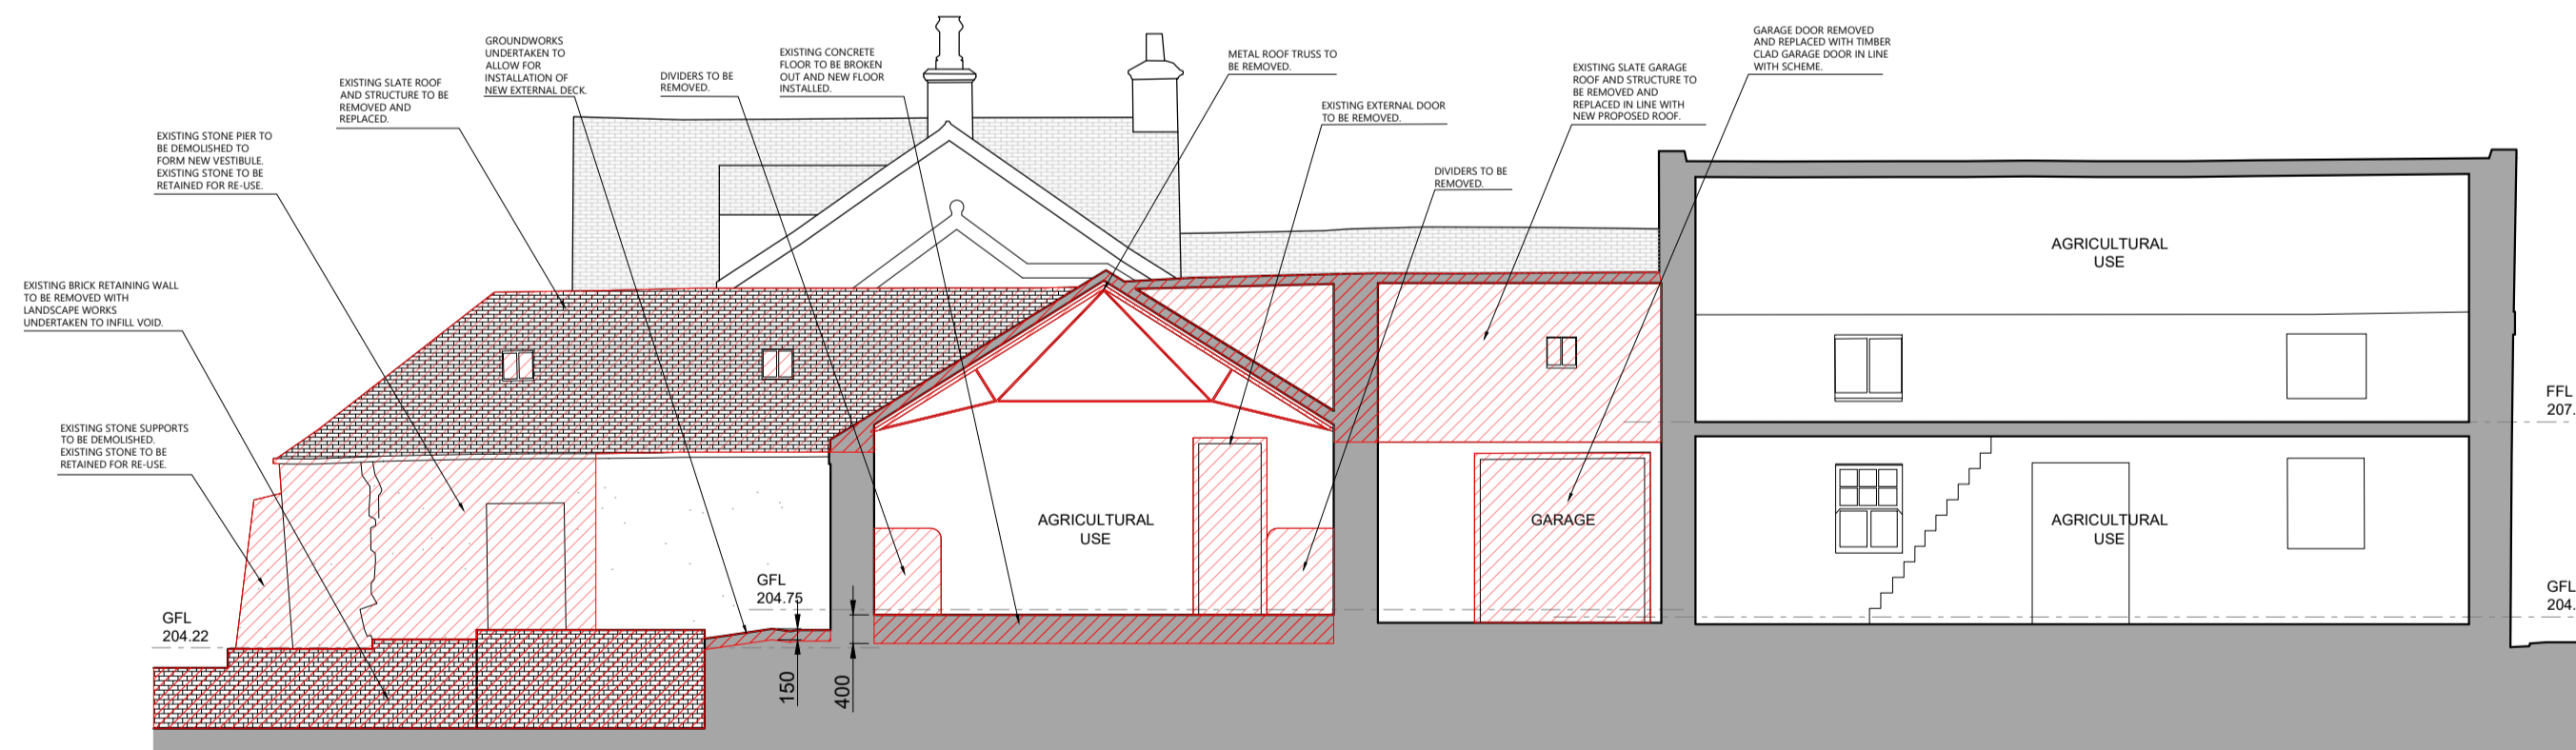 GROUNDWORKS
UNDERTAKEN TO
ALLOW FOR
INSTALLATION OF
NEW EXTERNAL DECK.
EXISTING SLATE ROOF
AND STRUCTURE TO BE
REMOVED AND
REPLACED.
DIVIDERS TO BE
REMOVED.
EXISTING CONCRETE
FLOOR TO BE BROKEN
OUT AND NEW FLOOR
INSTALLED.
METAL ROOF TRUSS TO
BE REMOVED.
EXISTING EXTERNAL DOOR
TO BE REMOVED.
EXISTING SLATE GARAGE
ROOF AND STRUCTURE TO
BE REMOVED AND
REPLACED IN LINE WITH
NEW PROPOSED ROOF.
GARAGE DOOR REMOVED
AND REPLACED WITH TIMBER
CLAD GARAGE DOOR IN LINE
WITH SCHEME.
EXISTING STONE PIER TO
BE DEMOLISHED TO
FORM NEW VESTIBULE.
EXISTING STONE TO BE
RETAINED FOR RE-USE.
DIVIDERS TO BE
REMOVED.
EXISTING BRICK RETAINING WALL
TO BE REMOVED WITH
LANDSCAPE WORKS
UNDERTAKEN TO INFILL VOID.
EXISTING STONE SUPPORTS
TO BE DEMOLISHED.
EXISTING STONE TO BE
RETAINED FOR RE-USE.
AGRICULTURAL
USE
FFL
207.
AGRICULTURAL
USE
GARAGE
AGRICULTURAL
USE
GFL
204.75
GFL
204.
GFL
204.22
150
400